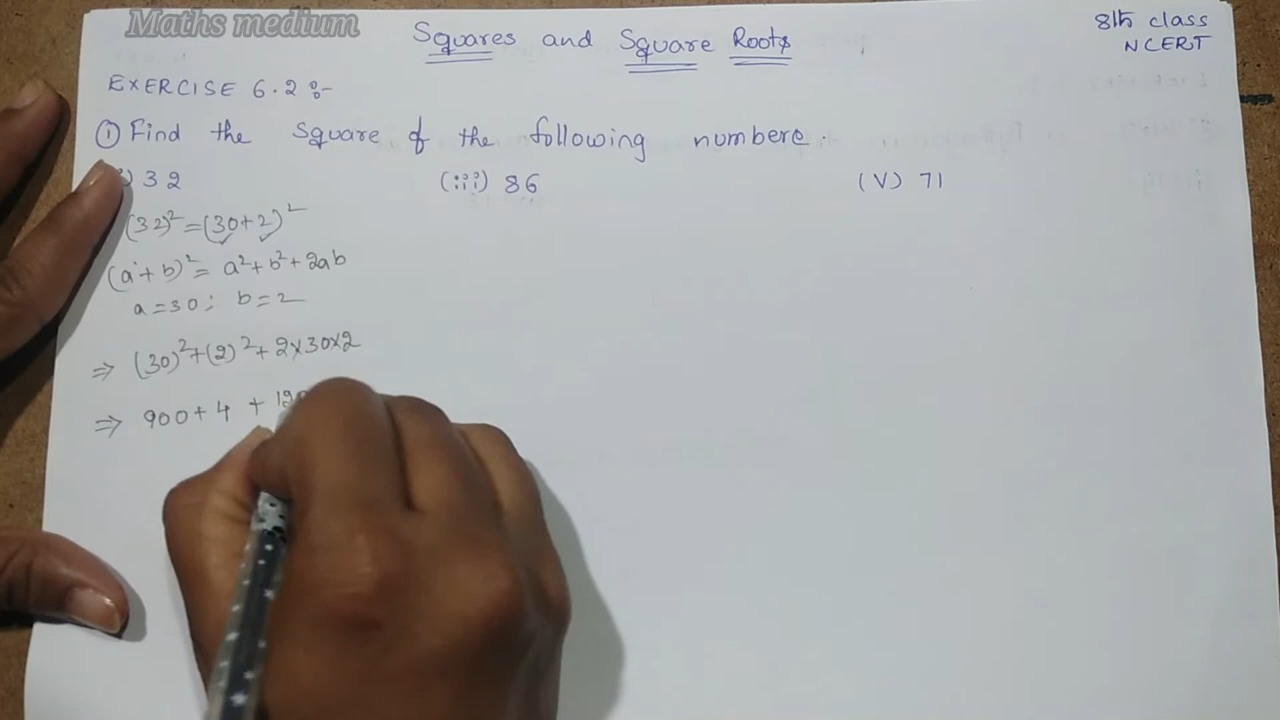 Maths medium
Squares and Square Roots
8th class
NCERT
EXERCISE 6.2:-
① Find the Square of the following numbers.
) 32
(iii) 86
(V) 71
(32)² = (30+2)²
(a+b)² = a²+b²+2ab
a=30; b=2
⇒ (30)²+(2)²+2×30×2
⇒ 900+4+120